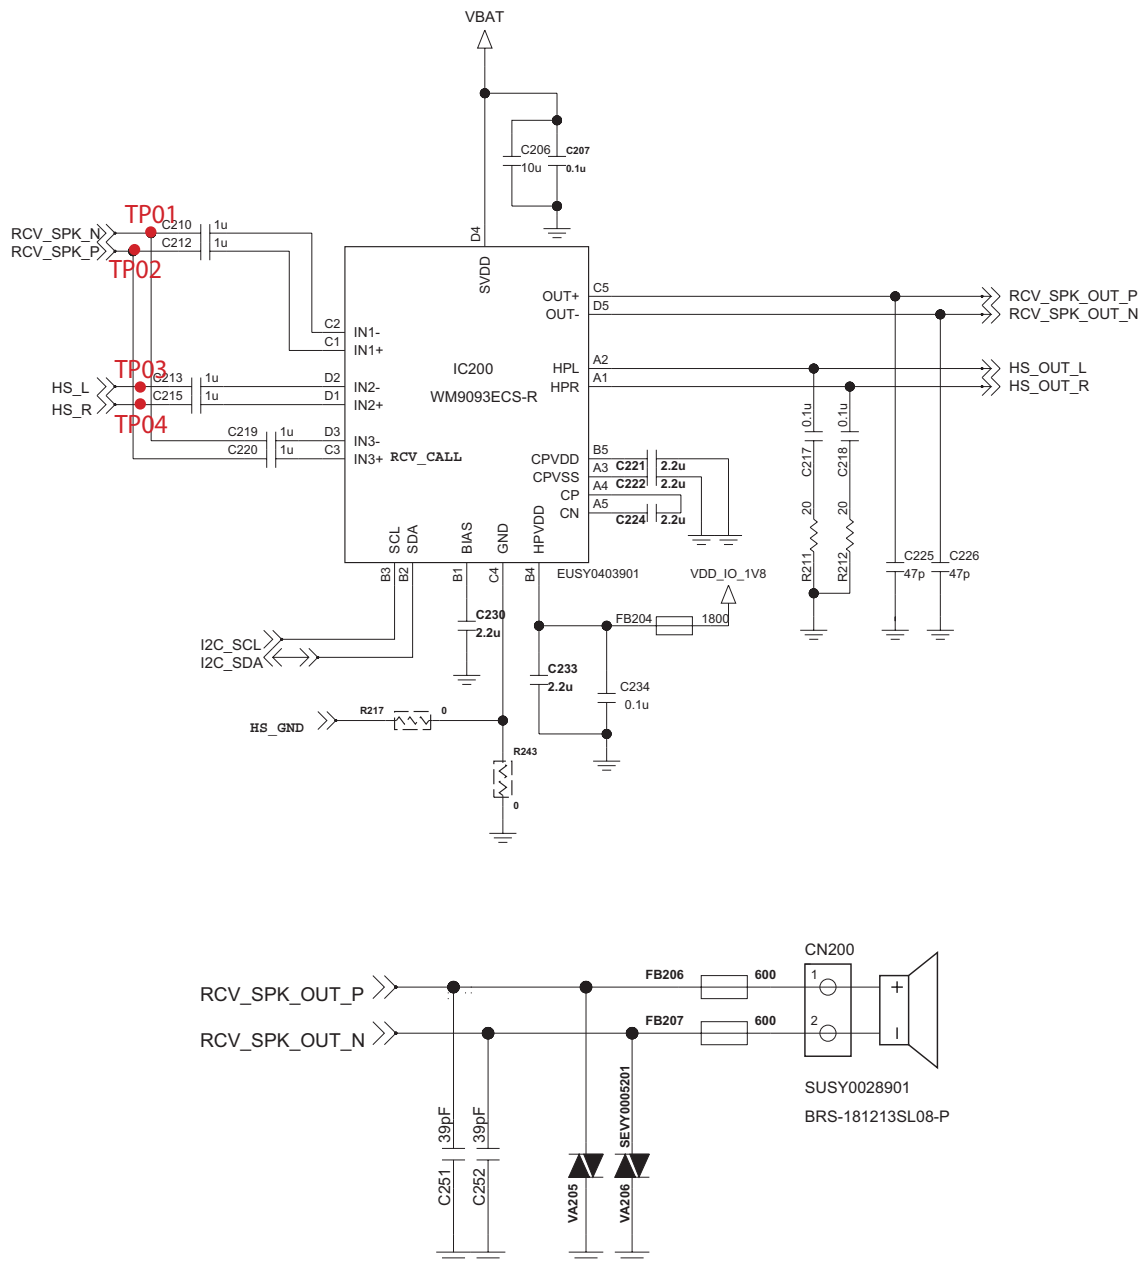 VBAT
C206
10u
C207
0.1u
TP01
RCV_SPK_N
C210
1u
RCV_SPK_P
C212
1u
TP02
D4
SVDD
C2
IN1-
C1
IN1+
IC200
WM9093ECS-R
OUT+
C5
RCV_SPK_OUT_P
OUT-
D5
RCV_SPK_OUT_N
HPL
A2
HS_OUT_L
HPR
A1
HS_OUT_R
TP03
HS_L
C213
1u
D2
IN2-
HS_R
C215
1u
D1
IN2+
TP04
C219
1u
D3
IN3-
C220
1u
C3
IN3+
RCV_CALL
CPVDD
B5
C221
2.2u
CPVSS
A3
C222
2.2u
CP
A4
CN
A5
C224
2.2u
0.1u
0.1u
C217
C218
20
20
R211
R212
C225
47p
C226
47p
SCL
SDA
BIAS
GND
HPVDD
B3
B2
B1
C4
B4
EUSY0403901
VDD_IO_1V8
FB204
1800
I2C_SCL
I2C_SDA
C230
2.2u
C233
2.2u
C234
0.1u
HS_GND
R217
0
R243
0
CN200
RCV_SPK_OUT_P
FB206
600
1
+
RCV_SPK_OUT_N
FB207
600
2
−
SUSY0028901
BRS-181213SL08-P
39pF
39pF
C251
C252
VA205
SEVY0005201
VA206